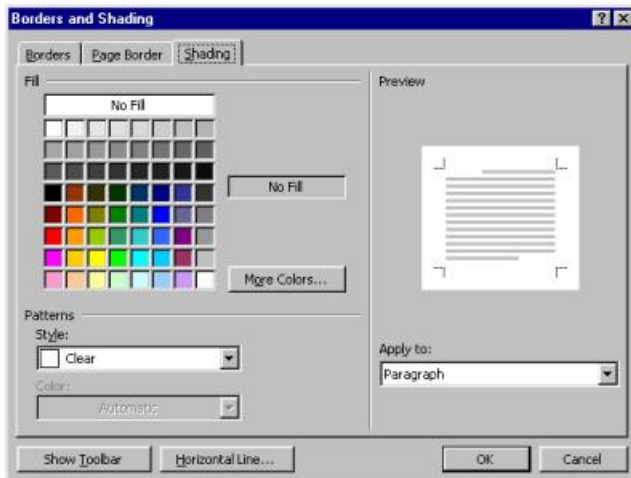 Borders and Shading
Borders Page Border Shading
Fill
No Fill
No Fill
More Colors...
Patterns
Style:
Clear
Color:
Automatic
Preview
Apply to:
Paragraph
Show Toolbar Horizontal Line... OK Cancel